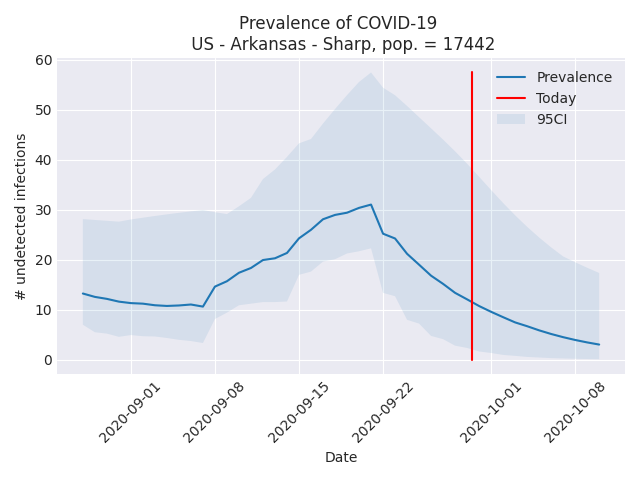 Prevalence of COVID-19
US - Arkansas - Sharp, pop. = 17442
60
50
40
30
20
10
0
# undetected infections
Prevalence
Today
95CI
2020-09-01
2020-09-08
2020-09-15
2020-09-22
2020-10-01
2020-10-08
Date